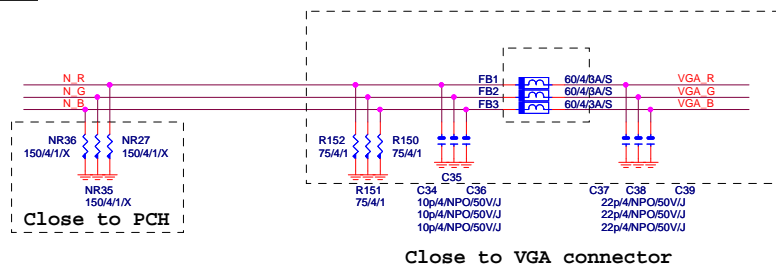 N_R
N_G
N_B
FB1 60/4/3A/S VGA_R
FB2 60/4/3A/S VGA_G
FB3 60/4/3A/S VGA_B
NR36 NR27
150/4/1/X 150/4/1/X
NR35
150/4/1/X
Close to PCH
R152 R150
75/4/1 75/4/1
R151
75/4/1
C35
C34 C36
10p/4/NPO/50V/J
10p/4/NPO/50V/J
10p/4/NPO/50V/J
C37 C38 C39
22p/4/NPO/50V/J
22p/4/NPO/50V/J
22p/4/NPO/50V/J
Close to VGA connector